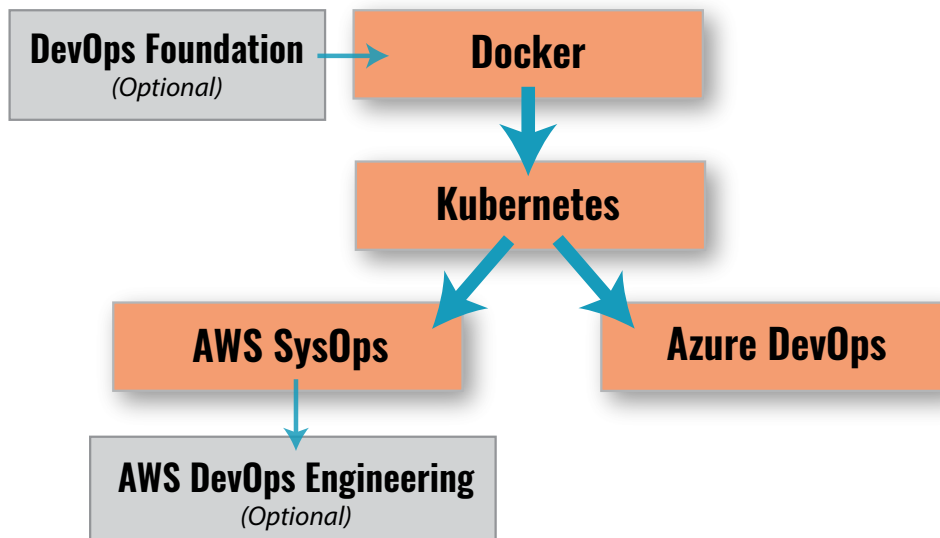 DevOps Foundation
(Optional)
Docker
Kubernetes
AWS SysOps
Azure DevOps
AWS DevOps Engineering
(Optional)